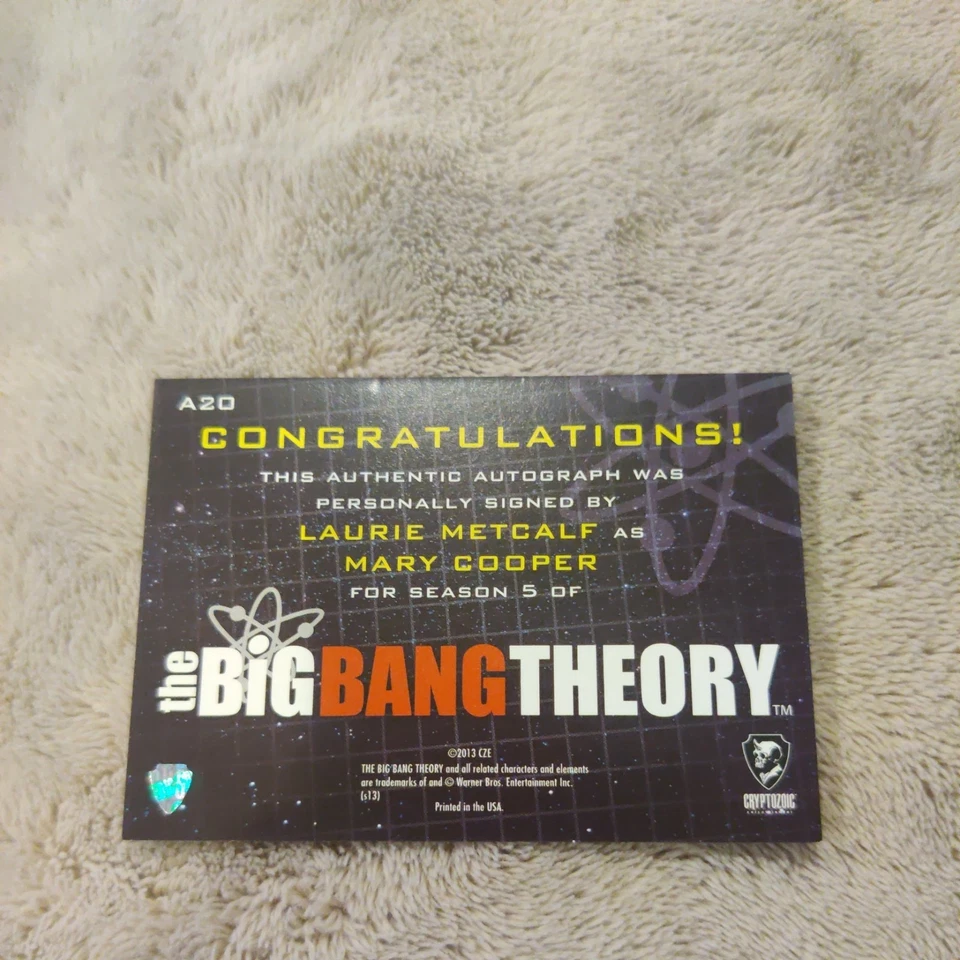 A20
CONGRATULATIONS!
THIS AUTHENTIC AUTOGRAPH WAS
PERSONALLY SIGNED BY
LAURIE METCALF AS
MARY COOPER
FOR SEASON 5 OF
the BiG BANG THEORY TM
©2013 CZE
THE BIG BANG THEORY and all related characters and elements
are trademarks of and © Warner Bros. Entertainment Inc.
(s13)
Printed in the USA.
CRYPTOZOIC
ENTERTAINMENT